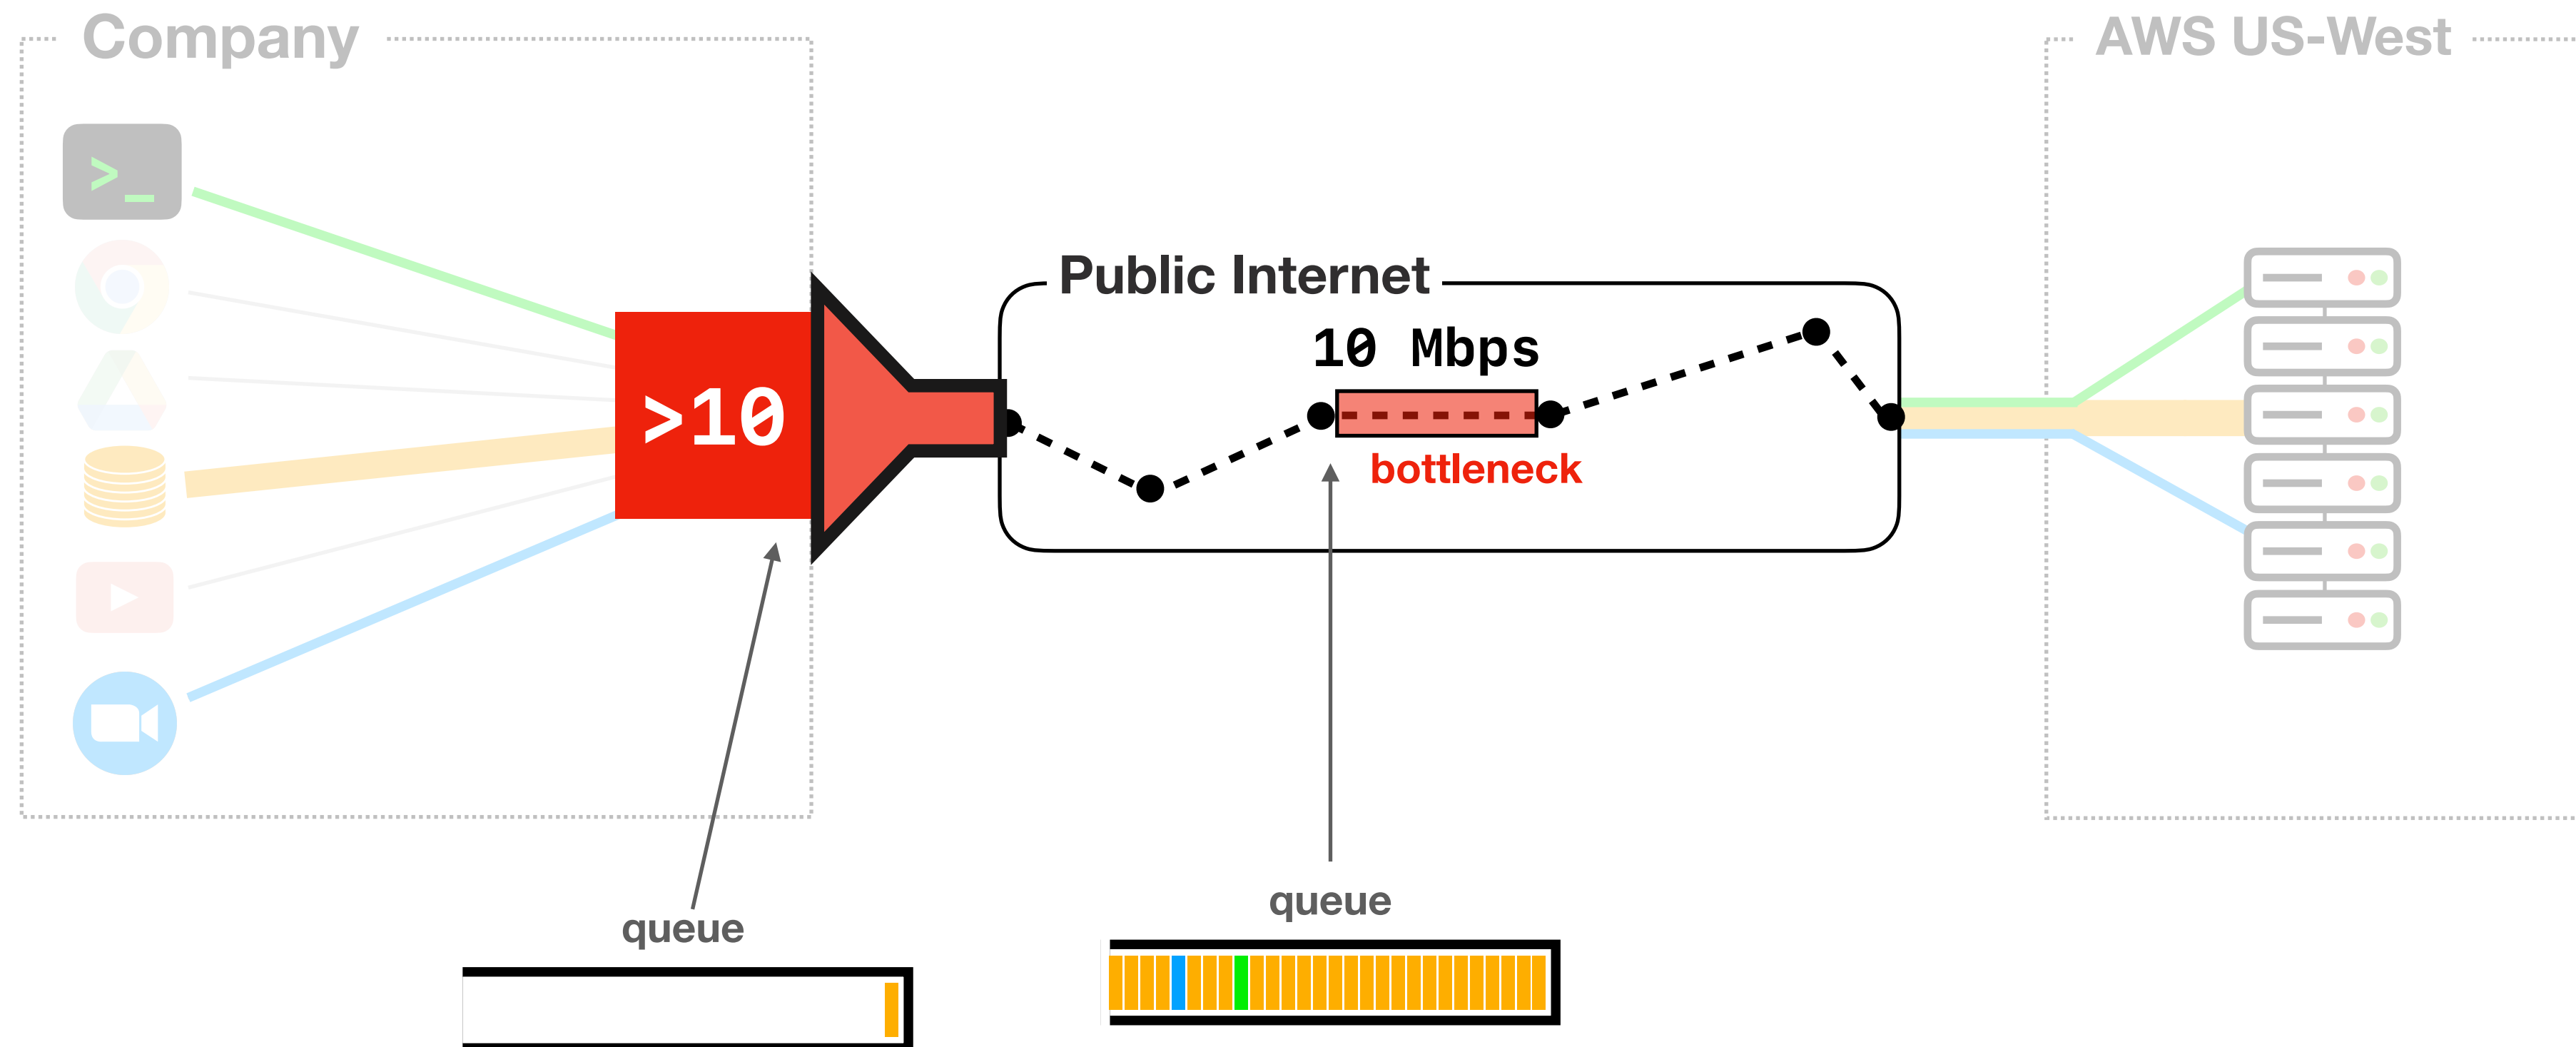 Company
AWS US-West
>_
Public Internet
10 Mbps
>10
bottleneck
queue
queue